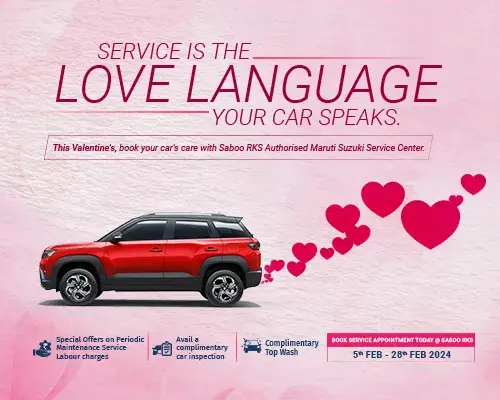 SERVICE IS THE
LOVE LANGUAGE
YOUR CAR SPEAKS.
This Valentine's, book your car's care with Saboo RKS Authorised Maruti Suzuki Service Center.
Special Offers on Periodic
Maintenance Service
Labour charges
Avail a
complimentary
car inspection
Complimentary
Top Wash
BOOK SERVICE APPOINTMENT TODAY @ SABOO RKS
5th FEB - 28th FEB 2024